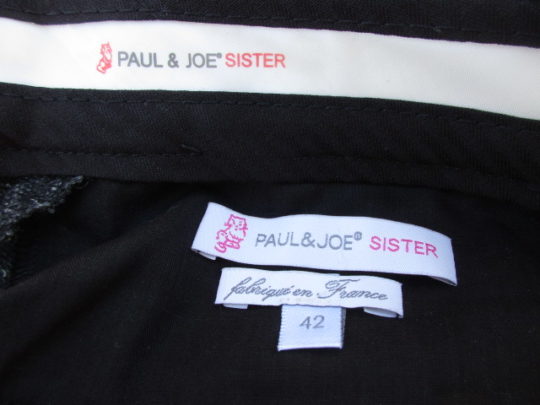 PAUL & JOE® SISTER
PAUL&JOE® SISTER
fabriqué en France
42